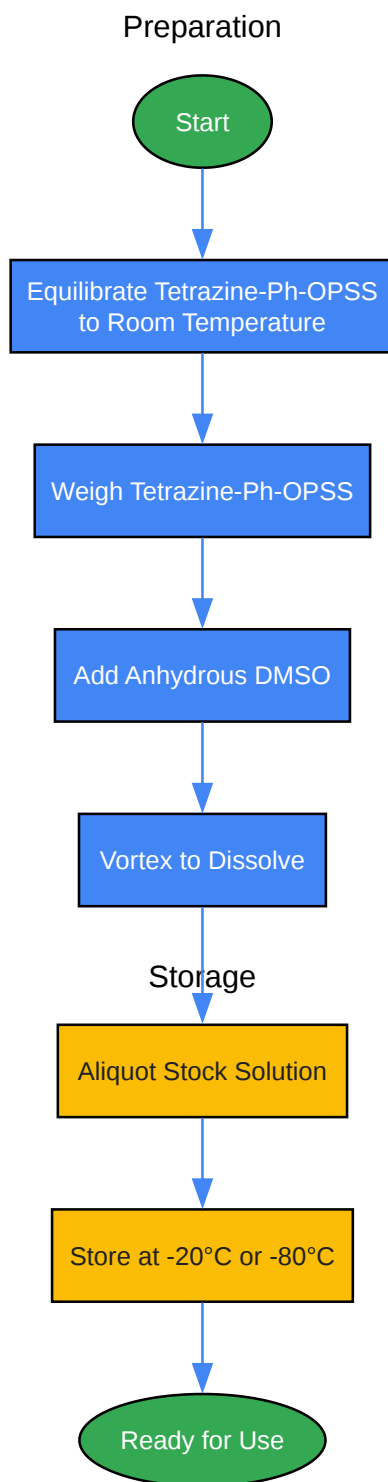 Preparation
Start
Equilibrate Tetrazine-Ph-OPSS
to Room Temperature
Weigh Tetrazine-Ph-OPSS
Add Anhydrous DMSO
Vortex to Dissolve
Storage
Aliquot Stock Solution
Store at -20°C or -80°C
Ready for Use